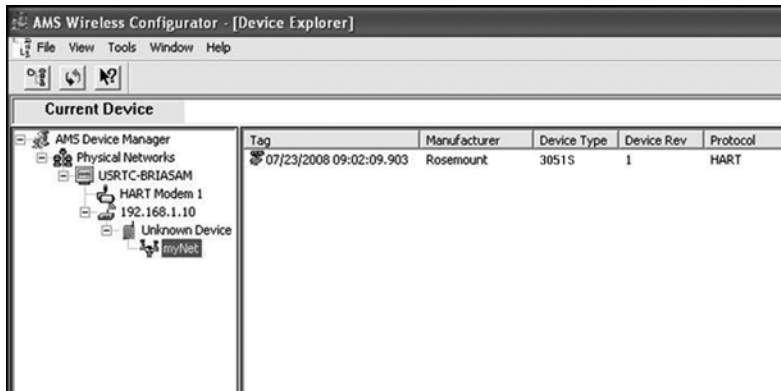 AMS Wireless Configurator - [Device Explorer]
File View Tools Window Help
Current Device
AMS Device Manager
Physical Networks
USRTC-BRIASAM
HART Modem 1
192.168.1.10
Unknown Device
myNet
Tag Manufacturer Device Type Device Rev Protocol
07/23/2008 09:02:09.903 Rosemount 3051S 1 HART